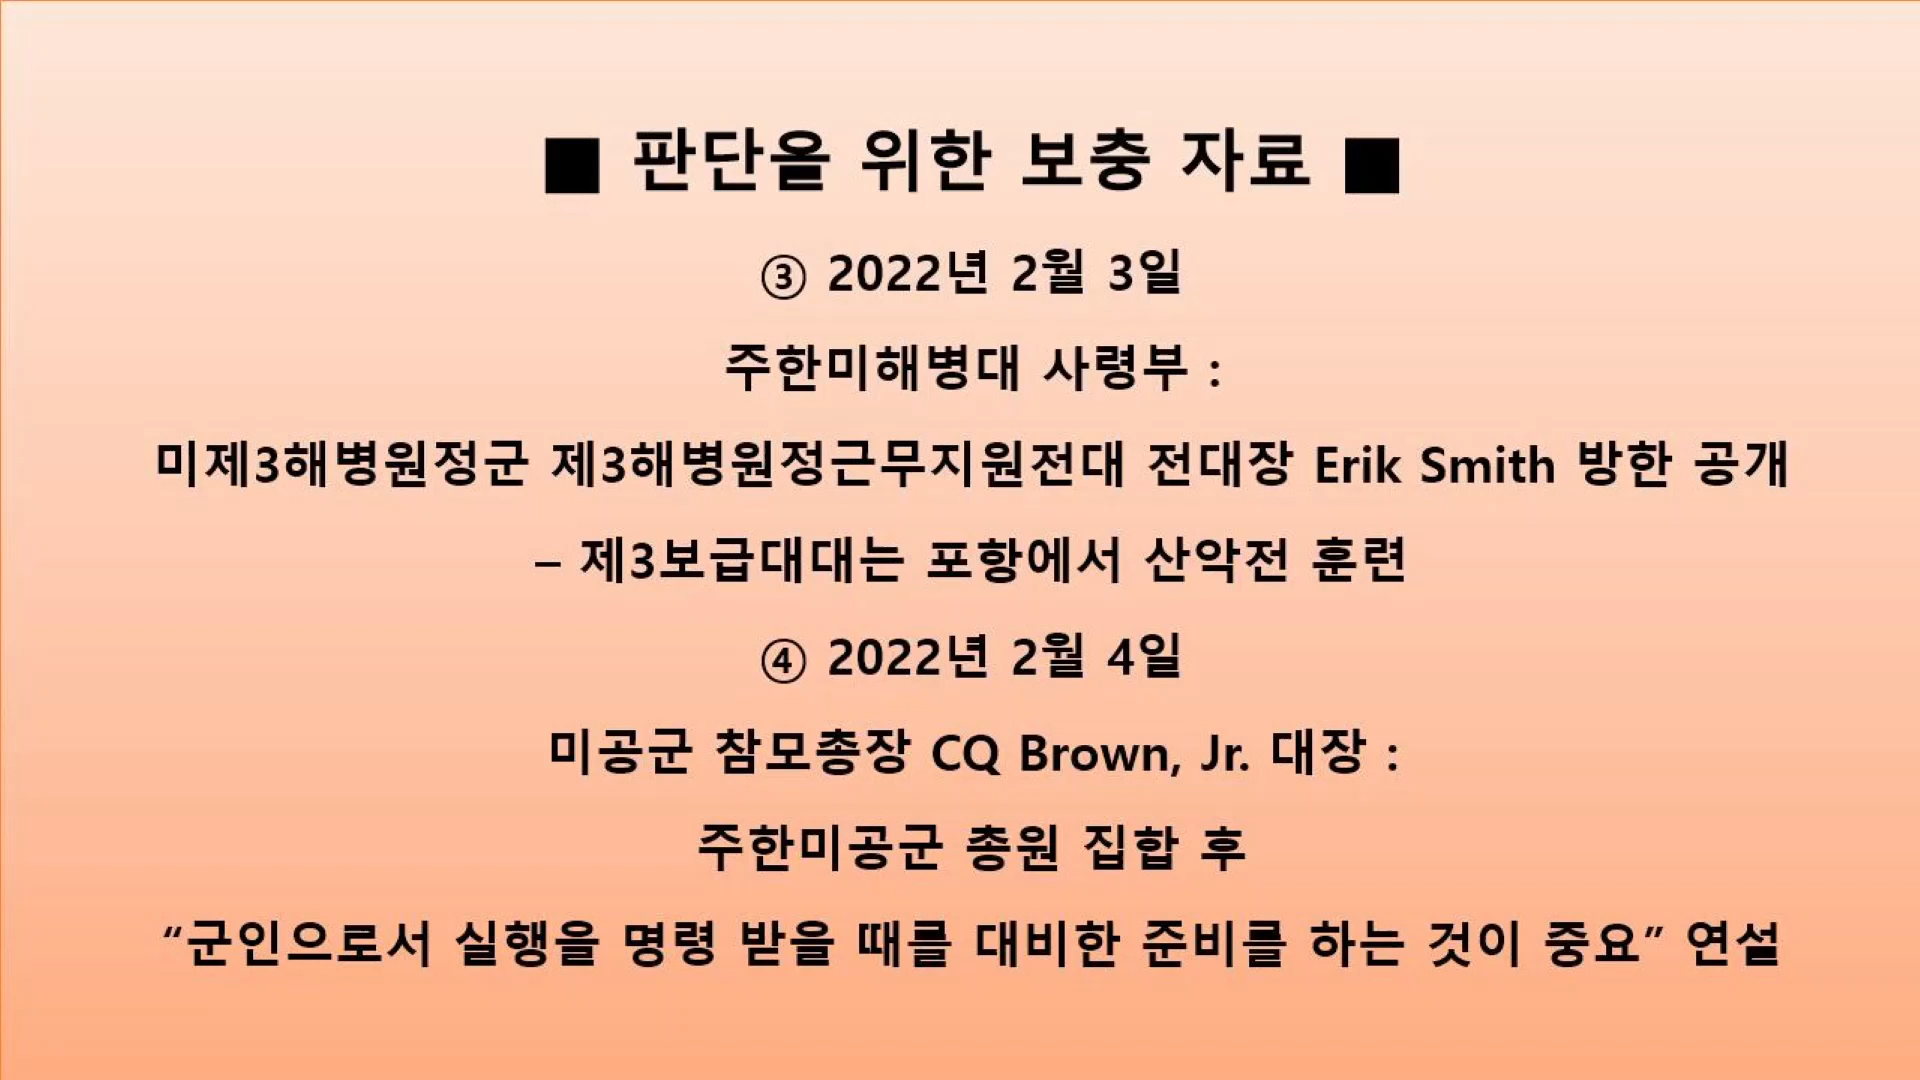 ■ 판단을 위한 보충 자료 ■
③ 2022년 2월 3일
주한미해병대 사령부 :
미제3해병원정군 제3해병원정근무지원전대 전대장 Erik Smith 방한 공개
– 제3보급대대는 포항에서 산악전 훈련
④ 2022년 2월 4일
미공군 참모총장 CQ Brown, Jr. 대장 :
주한미공군 총원 집합 후
“군인으로서 실행을 명령 받을 때를 대비한 준비를 하는 것이 중요” 연설